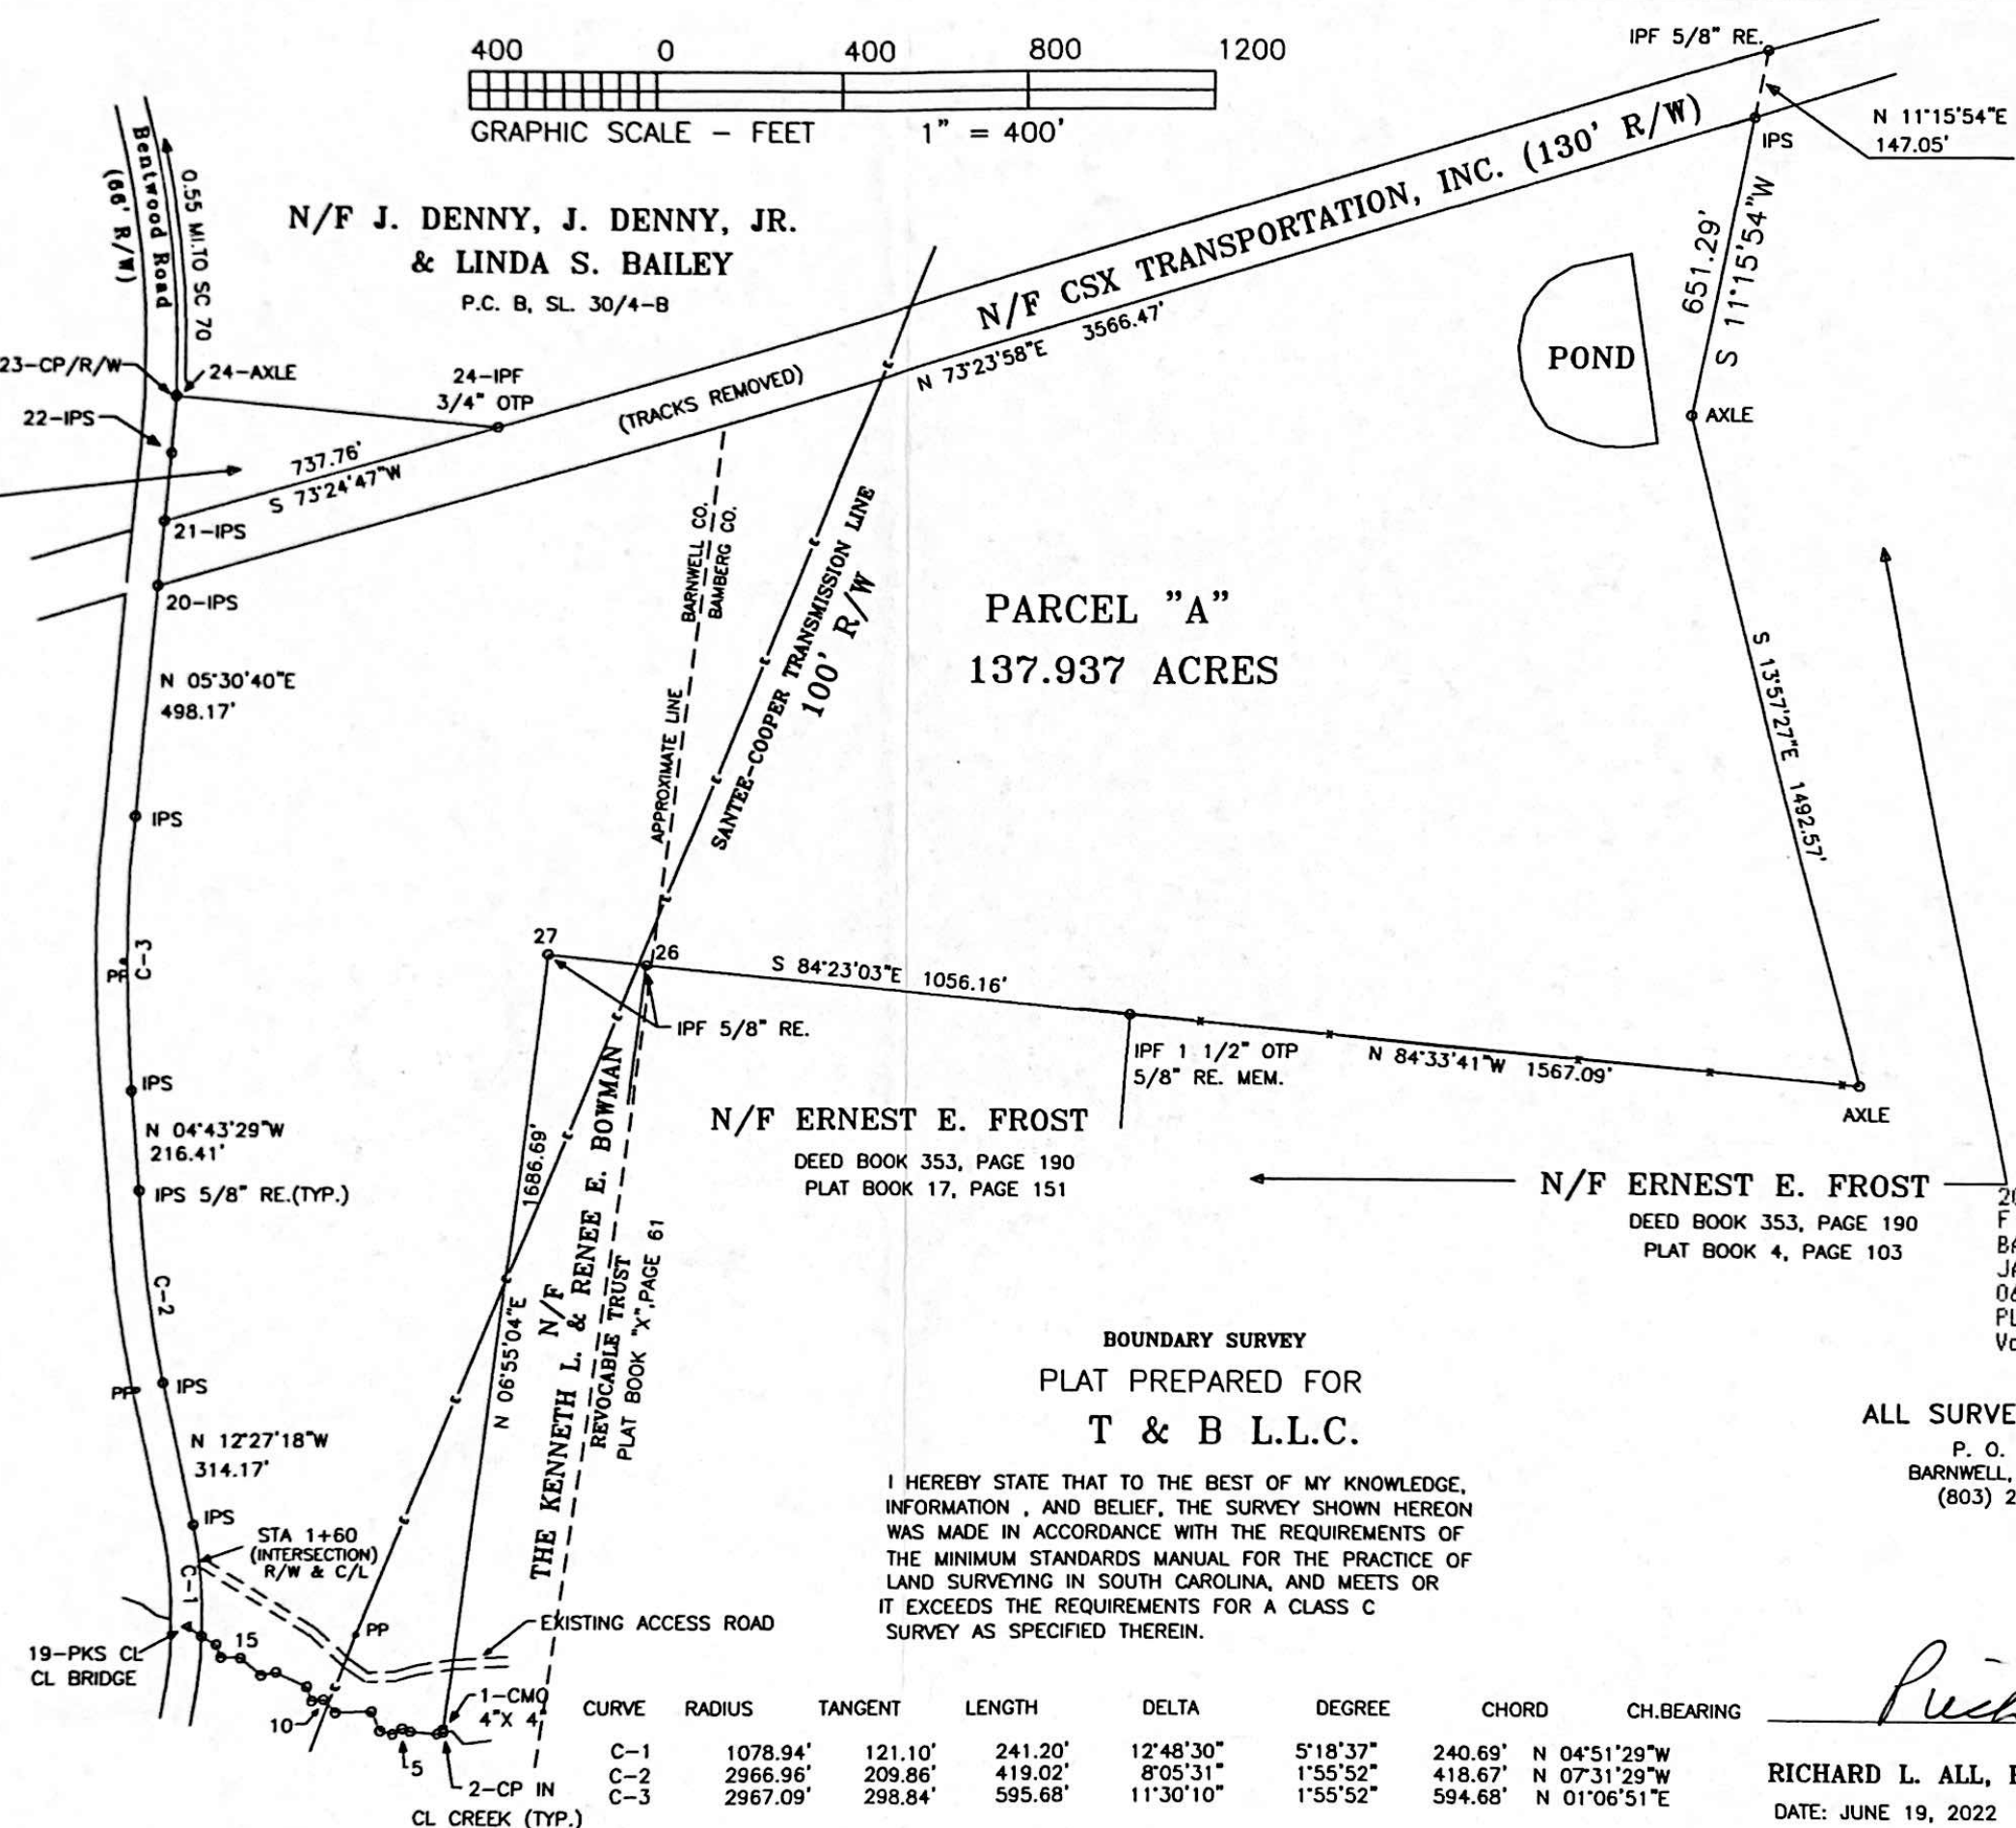 400 0 400 800 1200
GRAPHIC SCALE – FEET 1" = 400'
IPF 5/8" RE.
N 11°15'54"E
147.05'
IPS
Bentwood Road
(66' R/W)
0.55 MI.TO SC 70
N/F J. DENNY, J. DENNY, JR.
& LINDA S. BAILEY
P.C. B, SL. 30/4-B
N/F CSX TRANSPORTATION, INC. (130' R/W)
N 73°23'58"E 3566.47'
(TRACKS REMOVED)
651.29'
S 11°15'54"W
POND
AXLE
23-CP/R/W
24-AXLE
24-IPF
3/4" OTP
22-IPS
737.76'
S 73°24'47"W
21-IPS
20-IPS
BARNWELL CO.
BAMBERG CO.
APPROXIMATE LINE
SANTEE-COOPER TRANSMISSION LINE
100' R/W
PARCEL "A"
137.937 ACRES
S 13°57'27"E 1492.57'
N 05°30'40"E
498.17'
IPS
C-3
PP
27
26
S 84°23'03"E 1056.16'
IPF 5/8" RE.
IPF 1 1/2" OTP
5/8" RE. MEM.
N 84°33'41"W 1567.09'
AXLE
IPS
N 04°43'29"W
216.41'
IPS 5/8" RE.(TYP.)
N/F ERNEST E. FROST
DEED BOOK 353, PAGE 190
PLAT BOOK 17, PAGE 151
N/F ERNEST E. FROST
DEED BOOK 353, PAGE 190
PLAT BOOK 4, PAGE 103
1686.69'
N 06°55'04"E
N/F
THE KENNETH L. & RENEE E. BOWMAN
REVOCABLE TRUST
PLAT BOOK "X",PAGE 61
C-2
PP
IPS
N 12°27'18"W
314.17'
IPS
STA 1+60
(INTERSECTION)
R/W & C/L
C-1
19-PKS CL
CL BRIDGE
15
PP
10
5
EXISTING ACCESS ROAD
1-CMO
4"X 4"
2-CP IN
CL CREEK (TYP.)
BOUNDARY SURVEY
PLAT PREPARED FOR
T & B L.L.C.
I HEREBY STATE THAT TO THE BEST OF MY KNOWLEDGE,
INFORMATION , AND BELIEF, THE SURVEY SHOWN HEREON
WAS MADE IN ACCORDANCE WITH THE REQUIREMENTS OF
THE MINIMUM STANDARDS MANUAL FOR THE PRACTICE OF
LAND SURVEYING IN SOUTH CAROLINA, AND MEETS OR
IT EXCEEDS THE REQUIREMENTS FOR A CLASS C
SURVEY AS SPECIFIED THEREIN.
ALL SURVE
P. O.
BARNWELL,
(803) 2
CURVE RADIUS TANGENT LENGTH DELTA DEGREE CHORD CH.BEARING
C-1 1078.94' 121.10' 241.20' 12°48'30" 5°18'37" 240.69' N 04°51'29"W
C-2 2966.96' 209.86' 419.02' 8°05'31" 1°55'52" 418.67' N 07°31'29"W
C-3 2967.09' 298.84' 595.68' 11°30'10" 1°55'52" 594.68' N 01°06'51"E
RICHARD L. ALL,
DATE: JUNE 19, 2022